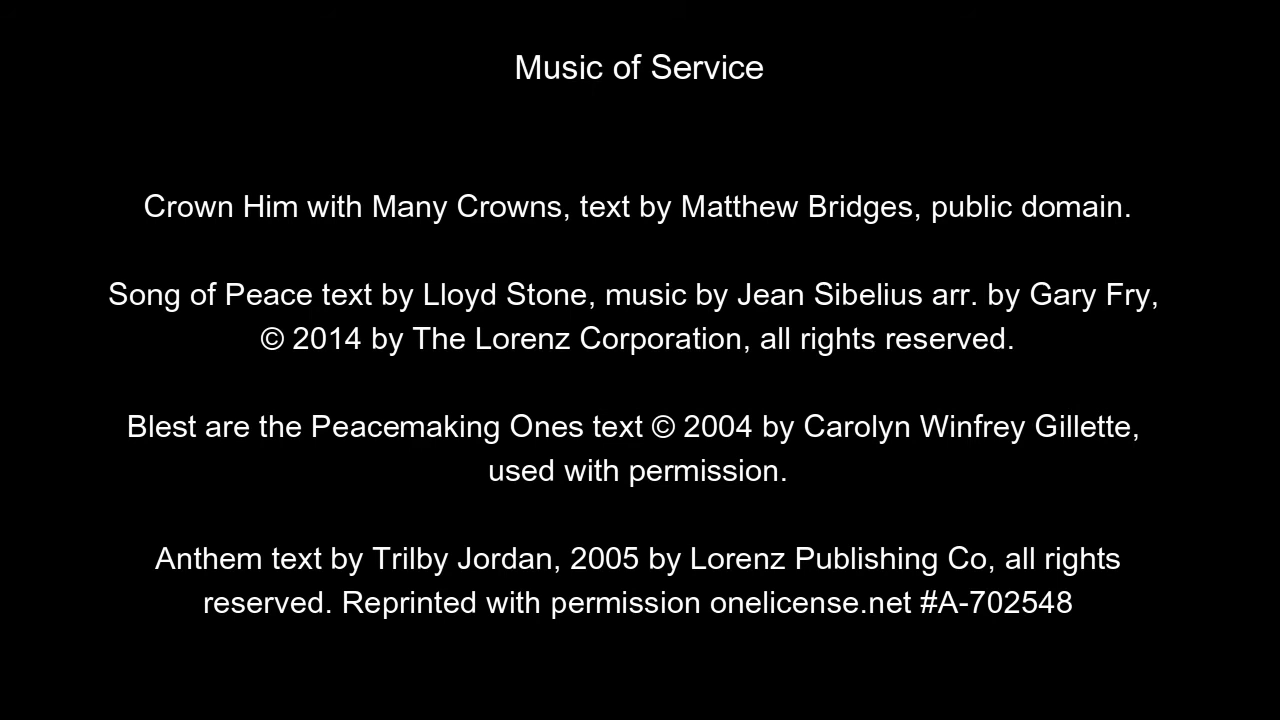 Music of Service
Crown Him with Many Crowns, text by Matthew Bridges, public domain.
Song of Peace text by Lloyd Stone, music by Jean Sibelius arr. by Gary Fry,
© 2014 by The Lorenz Corporation, all rights reserved.
Blest are the Peacemaking Ones text © 2004 by Carolyn Winfrey Gillette,
used with permission.
Anthem text by Trilby Jordan, 2005 by Lorenz Publishing Co, all rights
reserved. Reprinted with permission onelicense.net #A-702548